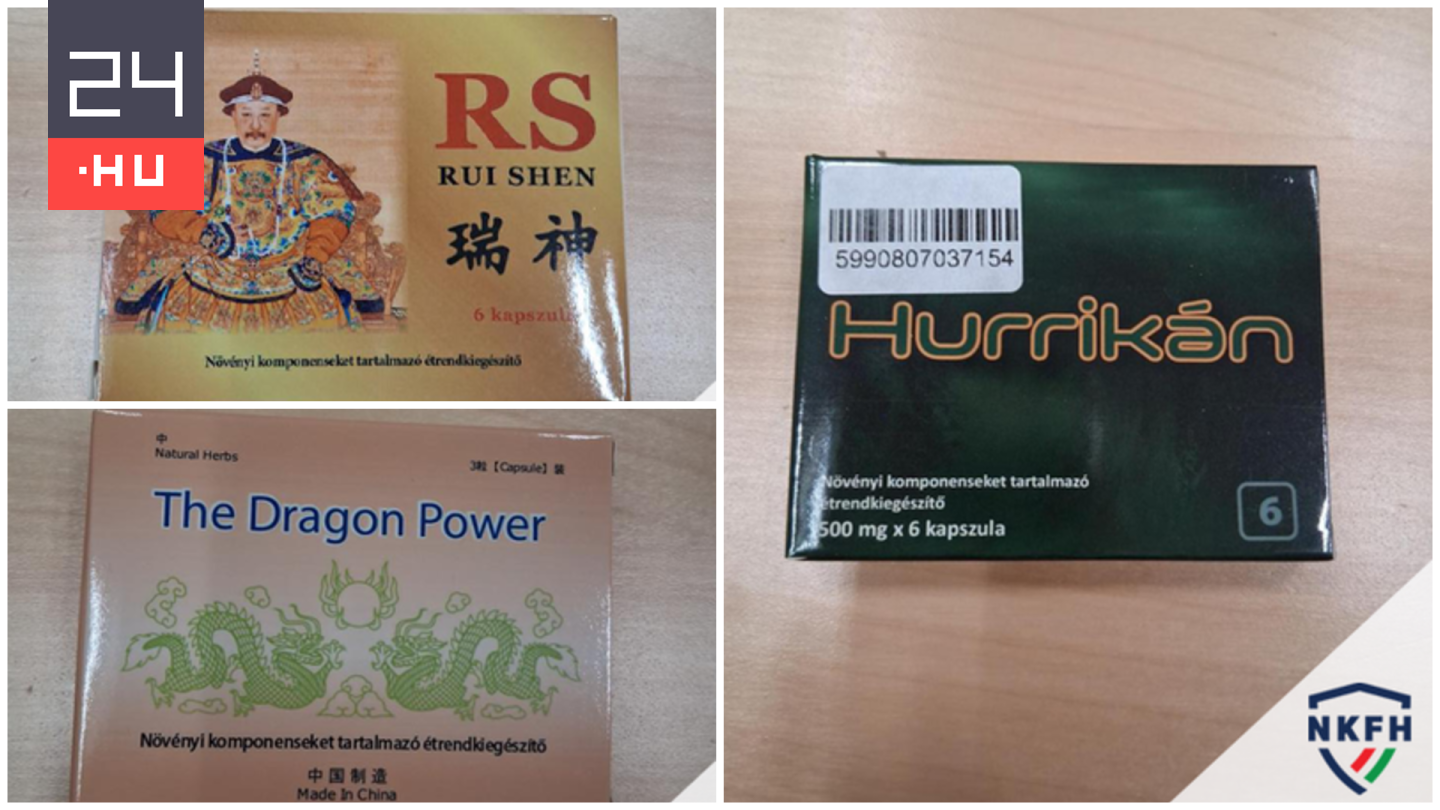 24
.HU
RS
RUI SHEN
瑞神
6 kapszula
Növényi komponenseket tartalmazó étrendkiegészítő
中
Natural Herbs
3粒【Capsule】装
The Dragon Power
Növényi komponenseket tartalmazó étrendkiegészítő
中国制造
Made In China
5990807037154
Hurrikán
Növényi komponenseket tartalmazó
étrendkiegészítő
500 mg x 6 kapszula
6
NKFH